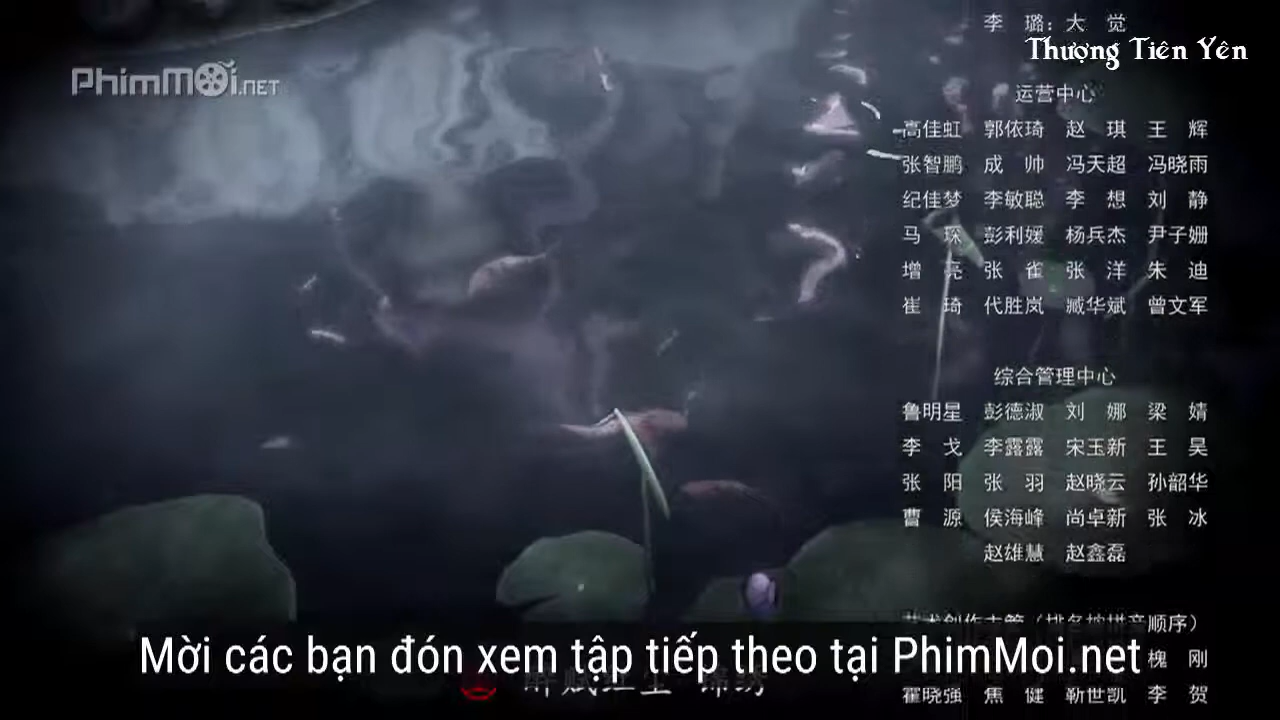 李 璐：大 觉
Thượng Tiên Yên
PhimMỗi.NET
运营中心
高佳虹 郭依琦 赵 琪 王 辉
张智鹏 成 帅 冯天超 冯晓雨
纪佳梦 李敏聪 李 想 刘 静
马 琛 彭利媛 杨兵杰 尹子姗
增 亮 张 雀 张 洋 朱 迪
崔 琦 代胜岚 臧华斌 曾文军
综合管理中心
鲁明星 彭德淑 刘 娜 梁 婧
李 戈 李露露 宋玉新 王 昊
张 阳 张 羽 赵晓云 孙韶华
曹 源 侯海峰 尚卓新 张 冰
赵雄慧 赵鑫磊
顺序）
Mời các bạn đón xem tập tiếp theo tại PhimMoi.net
槐 刚
霍晓强 焦 健 靳世凯 李 贺